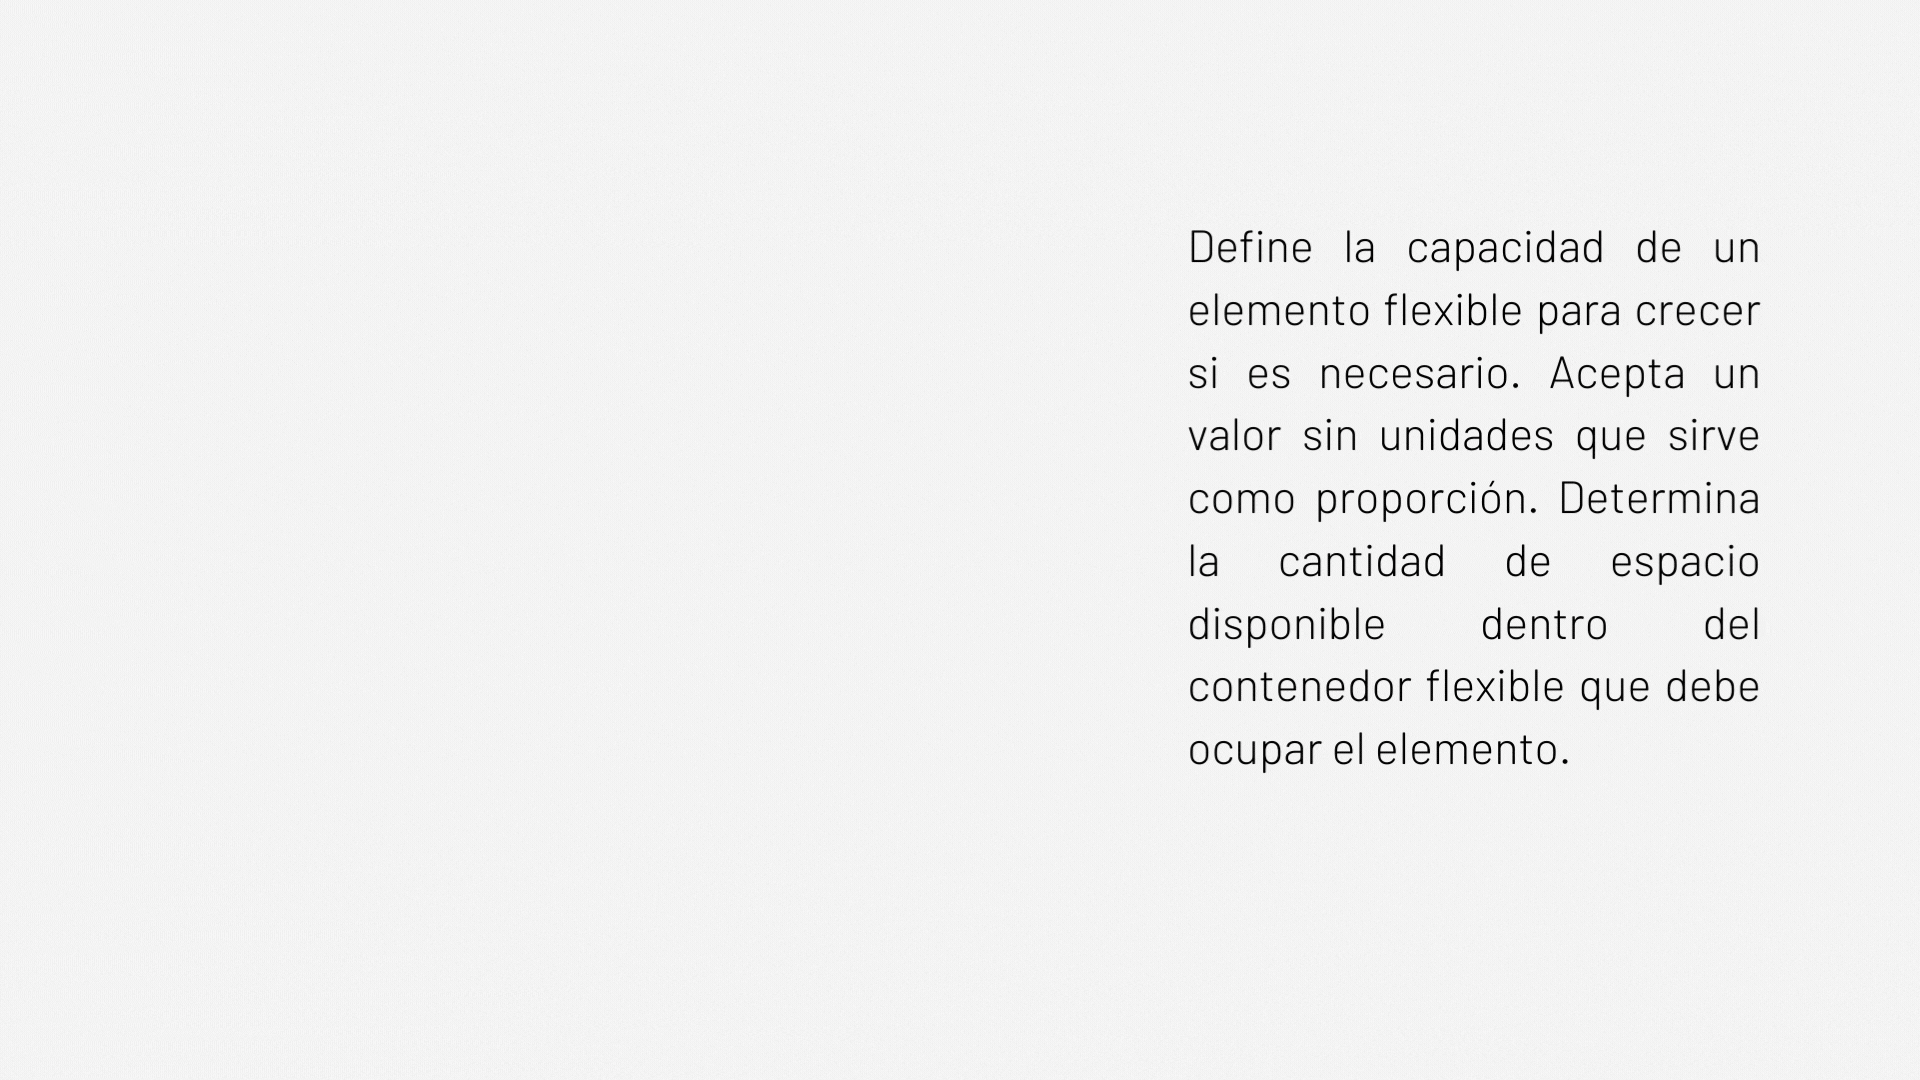 Define la capacidad de un
elemento flexible para crecer
si es necesario. Acepta un
valor sin unidades que sirve
como proporción. Determina
la cantidad de espacio
disponible dentro del
contenedor flexible que debe
ocupar el elemento.